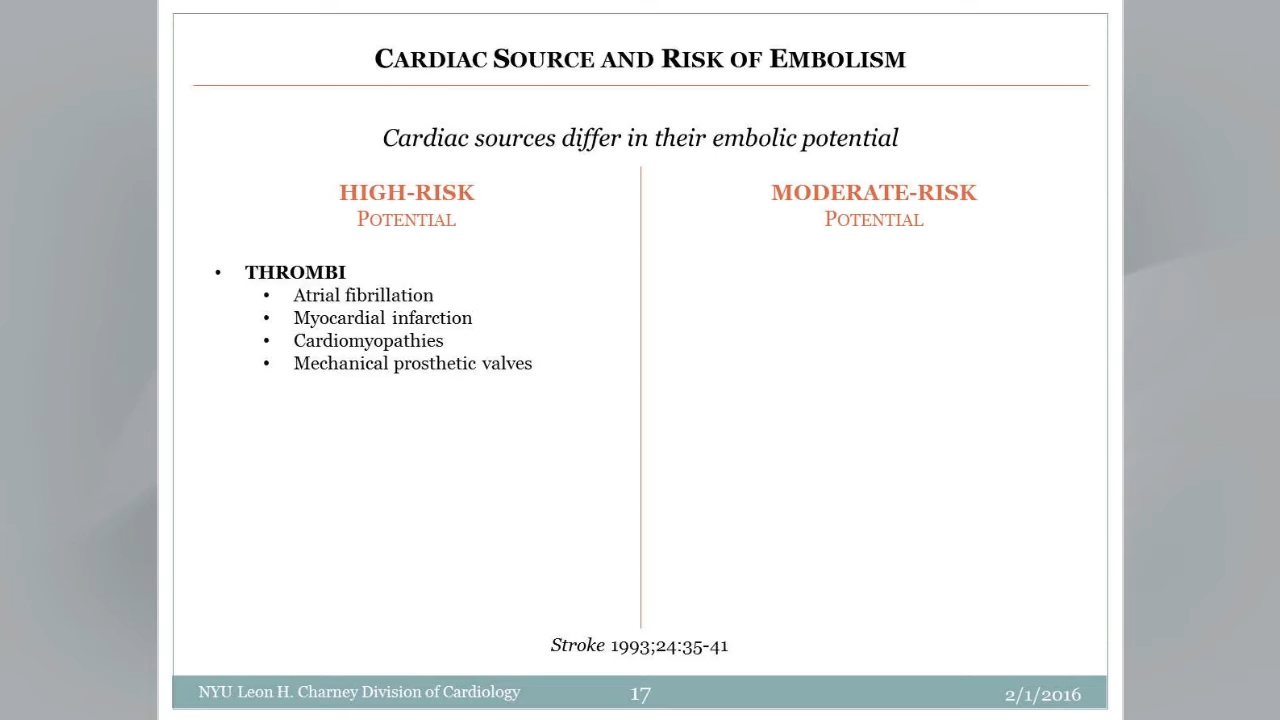 CARDIAC SOURCE AND RISK OF EMBOLISM
Cardiac sources differ in their embolic potential
HIGH-RISK
POTENTIAL
• THROMBI
• Atrial fibrillation
• Myocardial infarction
• Cardiomyopathies
• Mechanical prosthetic valves
MODERATE-RISK
POTENTIAL
Stroke 1993;24:35-41
NYU Leon H. Charney Division of Cardiology 17 2/1/2016